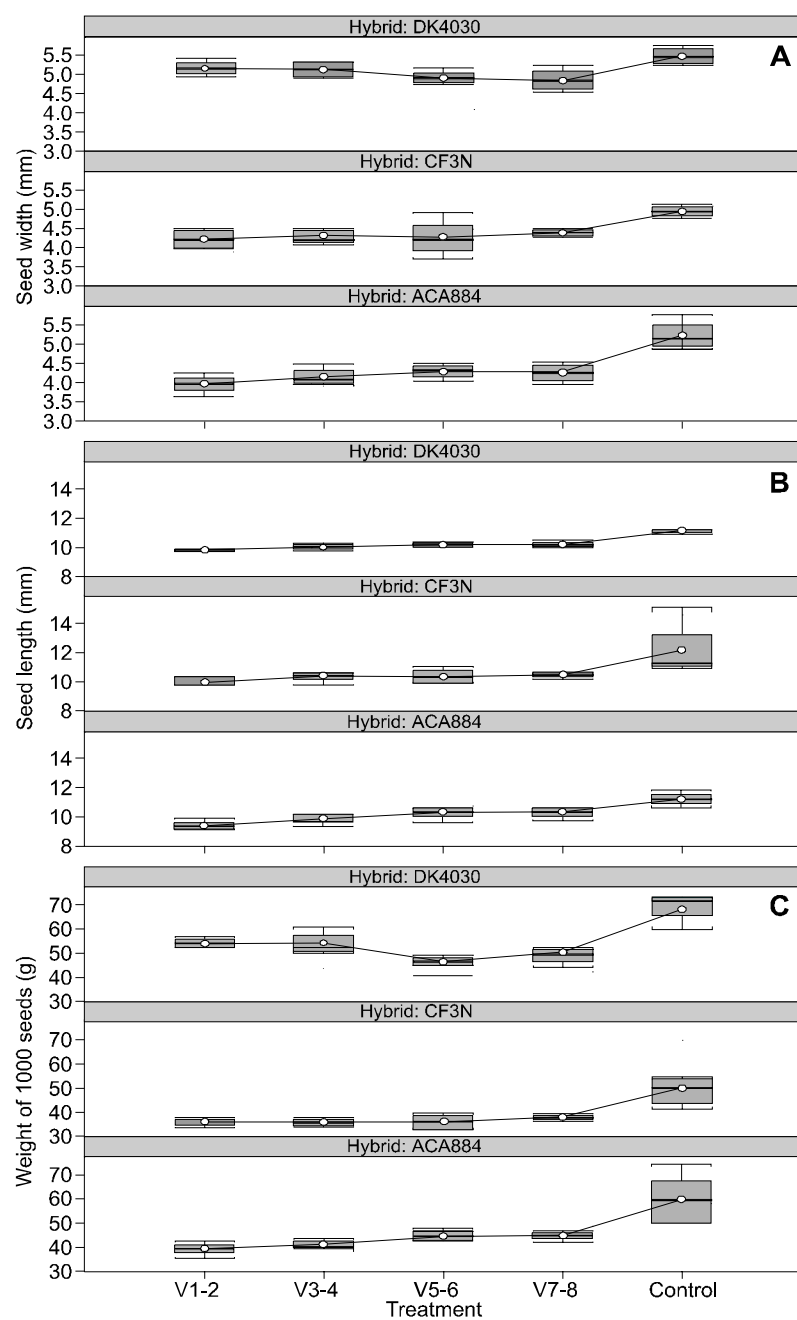 Hybrid: DK4030
A
5.5
5.0
4.5
4.0
3.5
3.0
Hybrid: CF3N
5.5
5.0
4.5
4.0
3.5
3.0
Seed width (mm)
Hybrid: ACA884
5.5
5.0
4.5
4.0
3.5
3.0
Hybrid: DK4030
B
14
12
10
8
Hybrid: CF3N
14
12
10
8
Seed length (mm)
Hybrid: ACA884
14
12
10
8
Hybrid: DK4030
C
70
60
50
40
30
Hybrid: CF3N
70
60
50
40
30
Weight of 1000 seeds (g)
Hybrid: ACA884
70
60
50
40
30
V1-2 V3-4 V5-6 V7-8 Control
Treatment